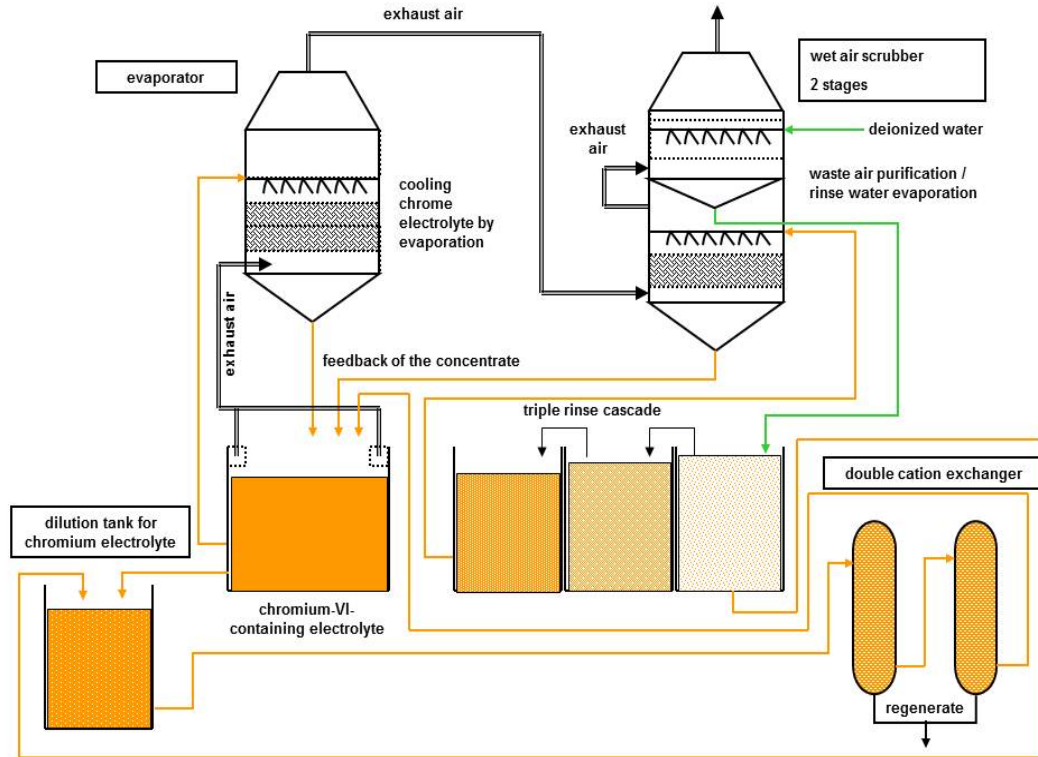 exhaust air
evaporator
wet air scrubber
2 stages
exhaust
air
deionized water
cooling
chrome
electrolyte by
evaporation
waste air purification /
rinse water evaporation
exhaust air
feedback of the concentrate
triple rinse cascade
double cation exchanger
dilution tank for
chromium electrolyte
chromium-VI-
containing electrolyte
regenerate